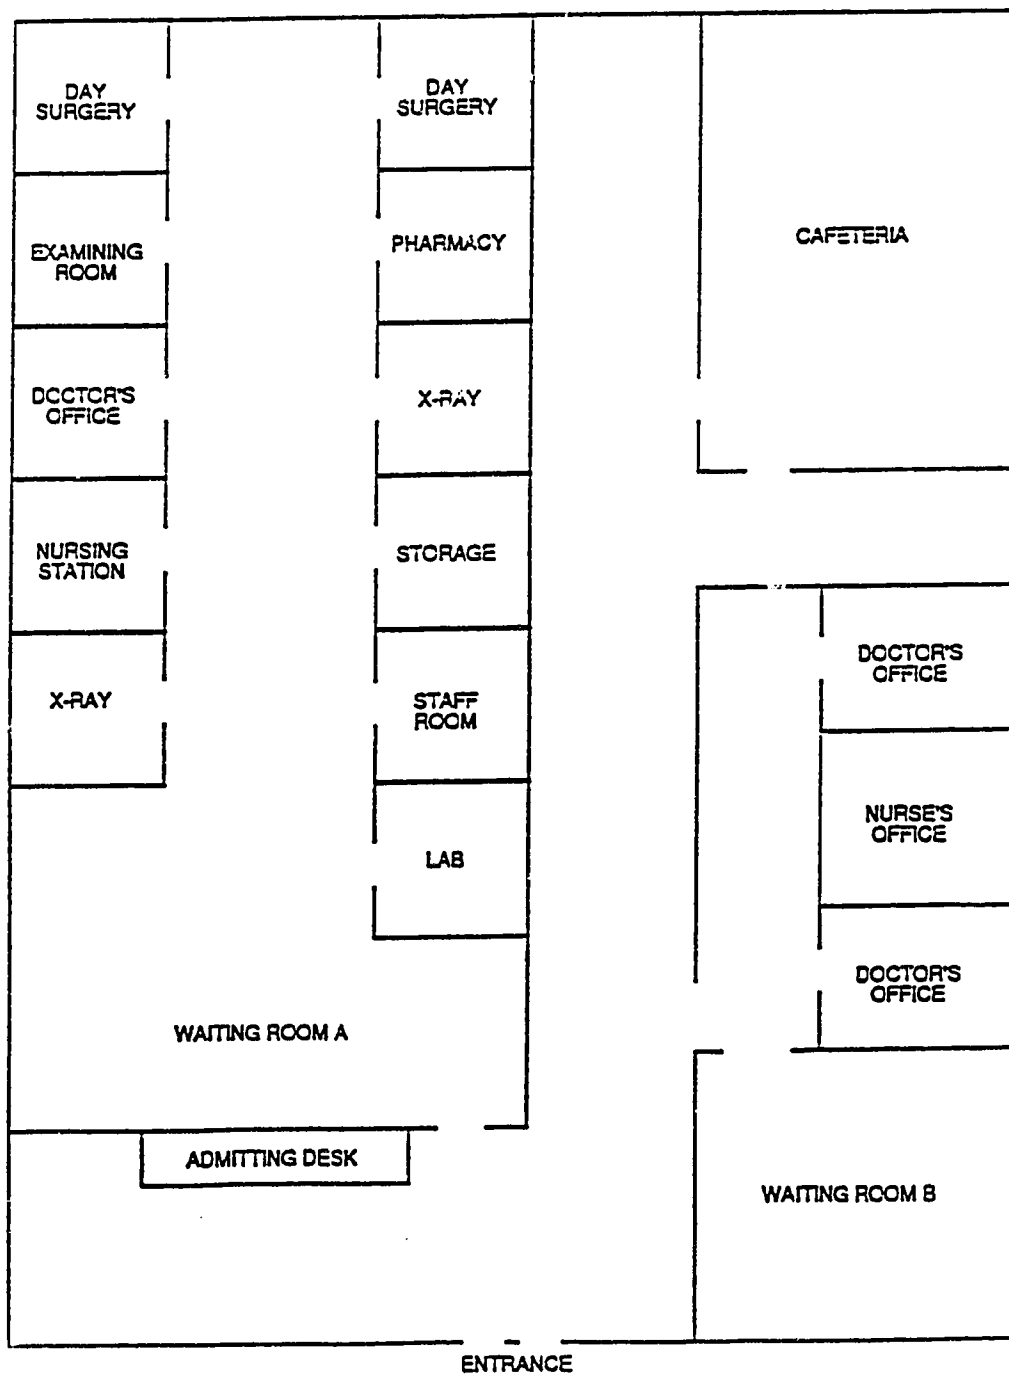 DAY
SURGERY
DAY
SURGERY
CAFETERIA
EXAMINING
ROOM
PHARMACY
DOCTOR'S
OFFICE
X-RAY
NURSING
STATION
STORAGE
X-RAY
STAFF
ROOM
DOCTOR'S
OFFICE
NURSE'S
OFFICE
LAB
DOCTOR'S
OFFICE
WAITING ROOM A
ADMITTING DESK
WAITING ROOM B
ENTRANCE